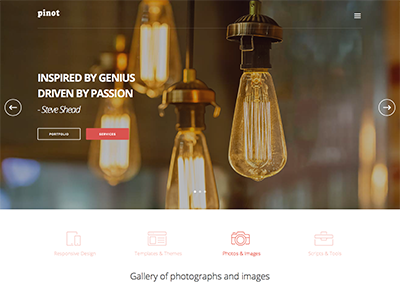 pinot
INSPIRED BY GENIUS
DRIVEN BY PASSION
- Steve Shead
PORTFOLIO
SERVICES
Responsive Design
Templates & Themes
Photos & Images
Scripts & Tools
Gallery of photographs and images